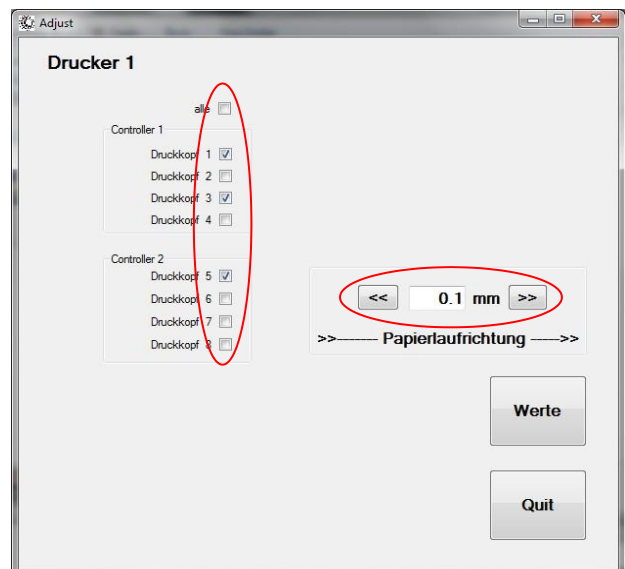 Adjust
Drucker 1
alle
Controller 1
Druckkopf 1
Druckkopf 2
Druckkopf 3
Druckkopf 4
Controller 2
Druckkopf 5
Druckkopf 6
Druckkopf 7
Druckkopf 8
<< 0.1 mm >>
>>------- Papierlaufrichtung ----->>
Werte
Quit